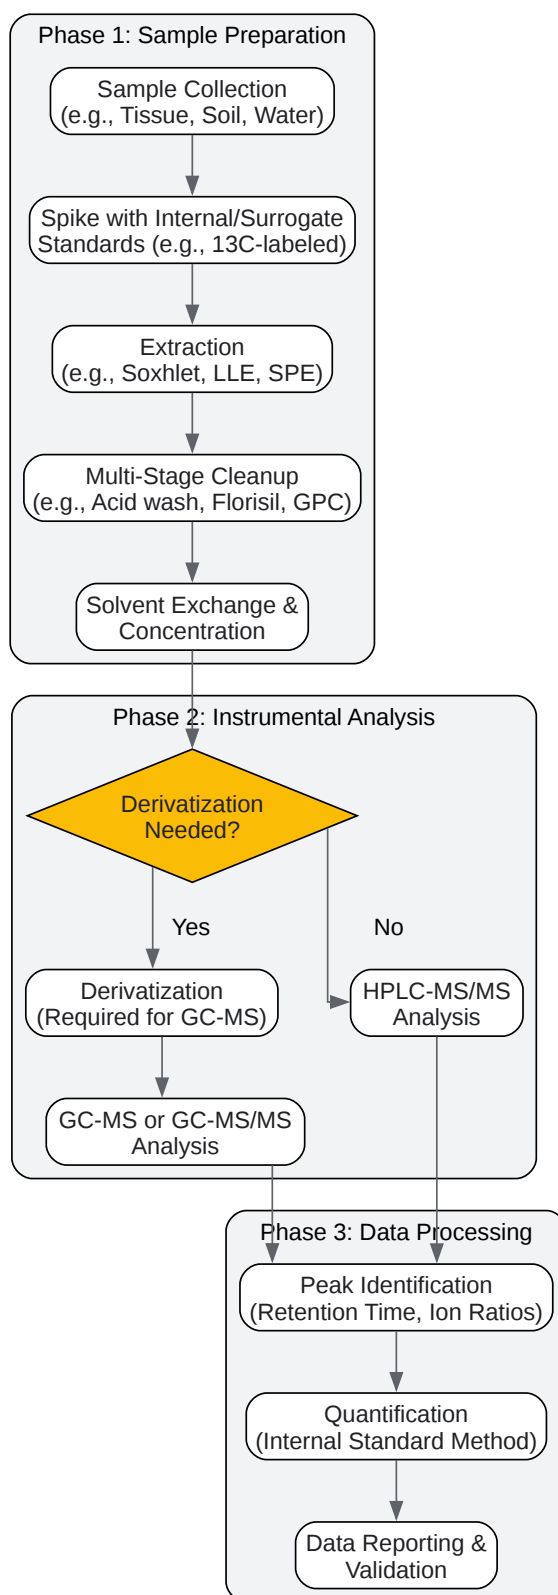 Phase 1: Sample Preparation
Sample Collection
(e.g., Tissue, Soil, Water)
Spike with Internal/Surrogate
Standards (e.g., 13C-labeled)
Extraction
(e.g., Soxhlet, LLE, SPE)
Multi-Stage Cleanup
(e.g., Acid wash, Florisil, GPC)
Solvent Exchange &
Concentration
Phase 2: Instrumental Analysis
Derivatization
Needed?
Yes
No
Derivatization
(Required for GC-MS)
HPLC-MS/MS
Analysis
GC-MS or GC-MS/MS
Analysis
Phase 3: Data Processing
Peak Identification
(Retention Time, Ion Ratios)
Quantification
(Internal Standard Method)
Data Reporting &
Validation